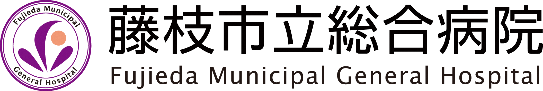 Fujieda Municipal
General Hospital
藤枝市立総合病院
Fujieda Municipal General Hospital